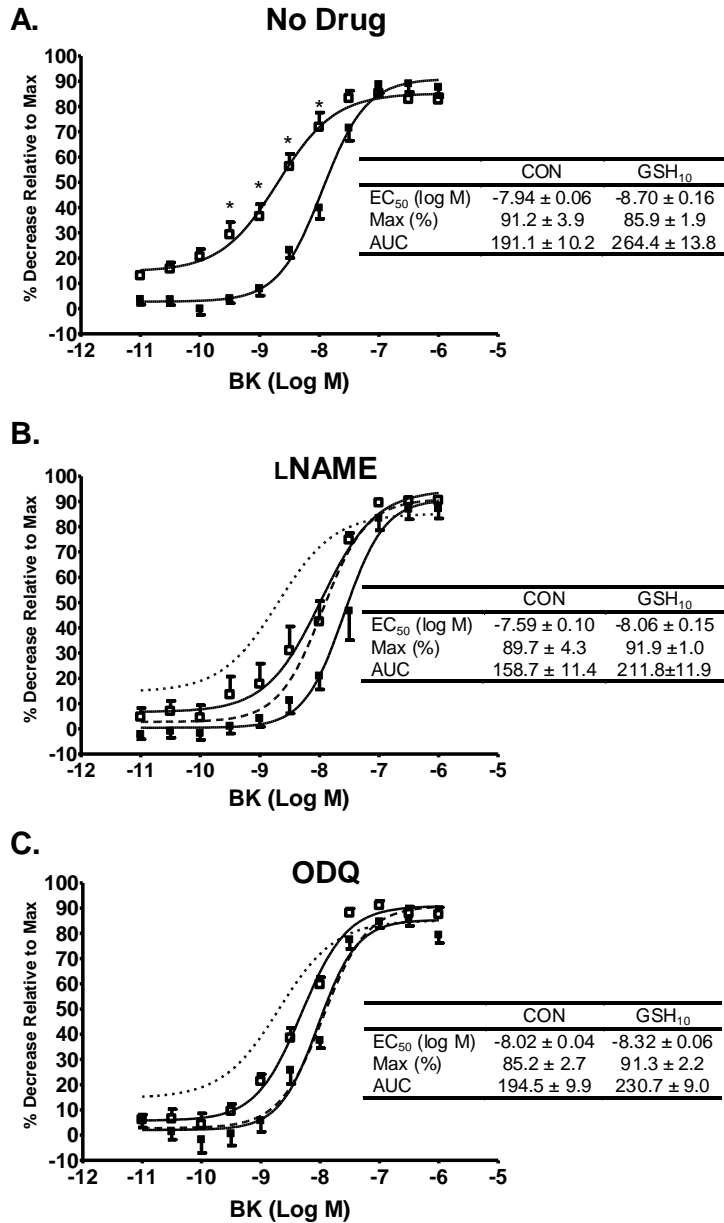 A.
No Drug
% Decrease Relative to Max
100
90
80
70
60
50
40
30
20
10
0
-10
* * * *
-12 -11 -10 -9 -8 -7 -6 -5
BK (Log M)
CON GSH₁₀
EC₅₀ (log M) -7.94 ± 0.06 -8.70 ± 0.16
Max (%) 91.2 ± 3.9 85.9 ± 1.9
AUC 191.1 ± 10.2 264.4 ± 13.8
B.
LNAME
% Decrease Relative to Max
100
90
80
70
60
50
40
30
20
10
0
-10
-12 -11 -10 -9 -8 -7 -6 -5
BK (Log M)
CON GSH₁₀
EC₅₀ (log M) -7.59 ± 0.10 -8.06 ± 0.15
Max (%) 89.7 ± 4.3 91.9 ±1.0
AUC 158.7 ± 11.4 211.8±11.9
C.
ODQ
% Decrease Relative to Max
100
90
80
70
60
50
40
30
20
10
0
-10
-12 -11 -10 -9 -8 -7 -6 -5
BK (Log M)
CON GSH₁₀
EC₅₀ (log M) -8.02 ± 0.04 -8.32 ± 0.06
Max (%) 85.2 ± 2.7 91.3 ± 2.2
AUC 194.5 ± 9.9 230.7 ± 9.0